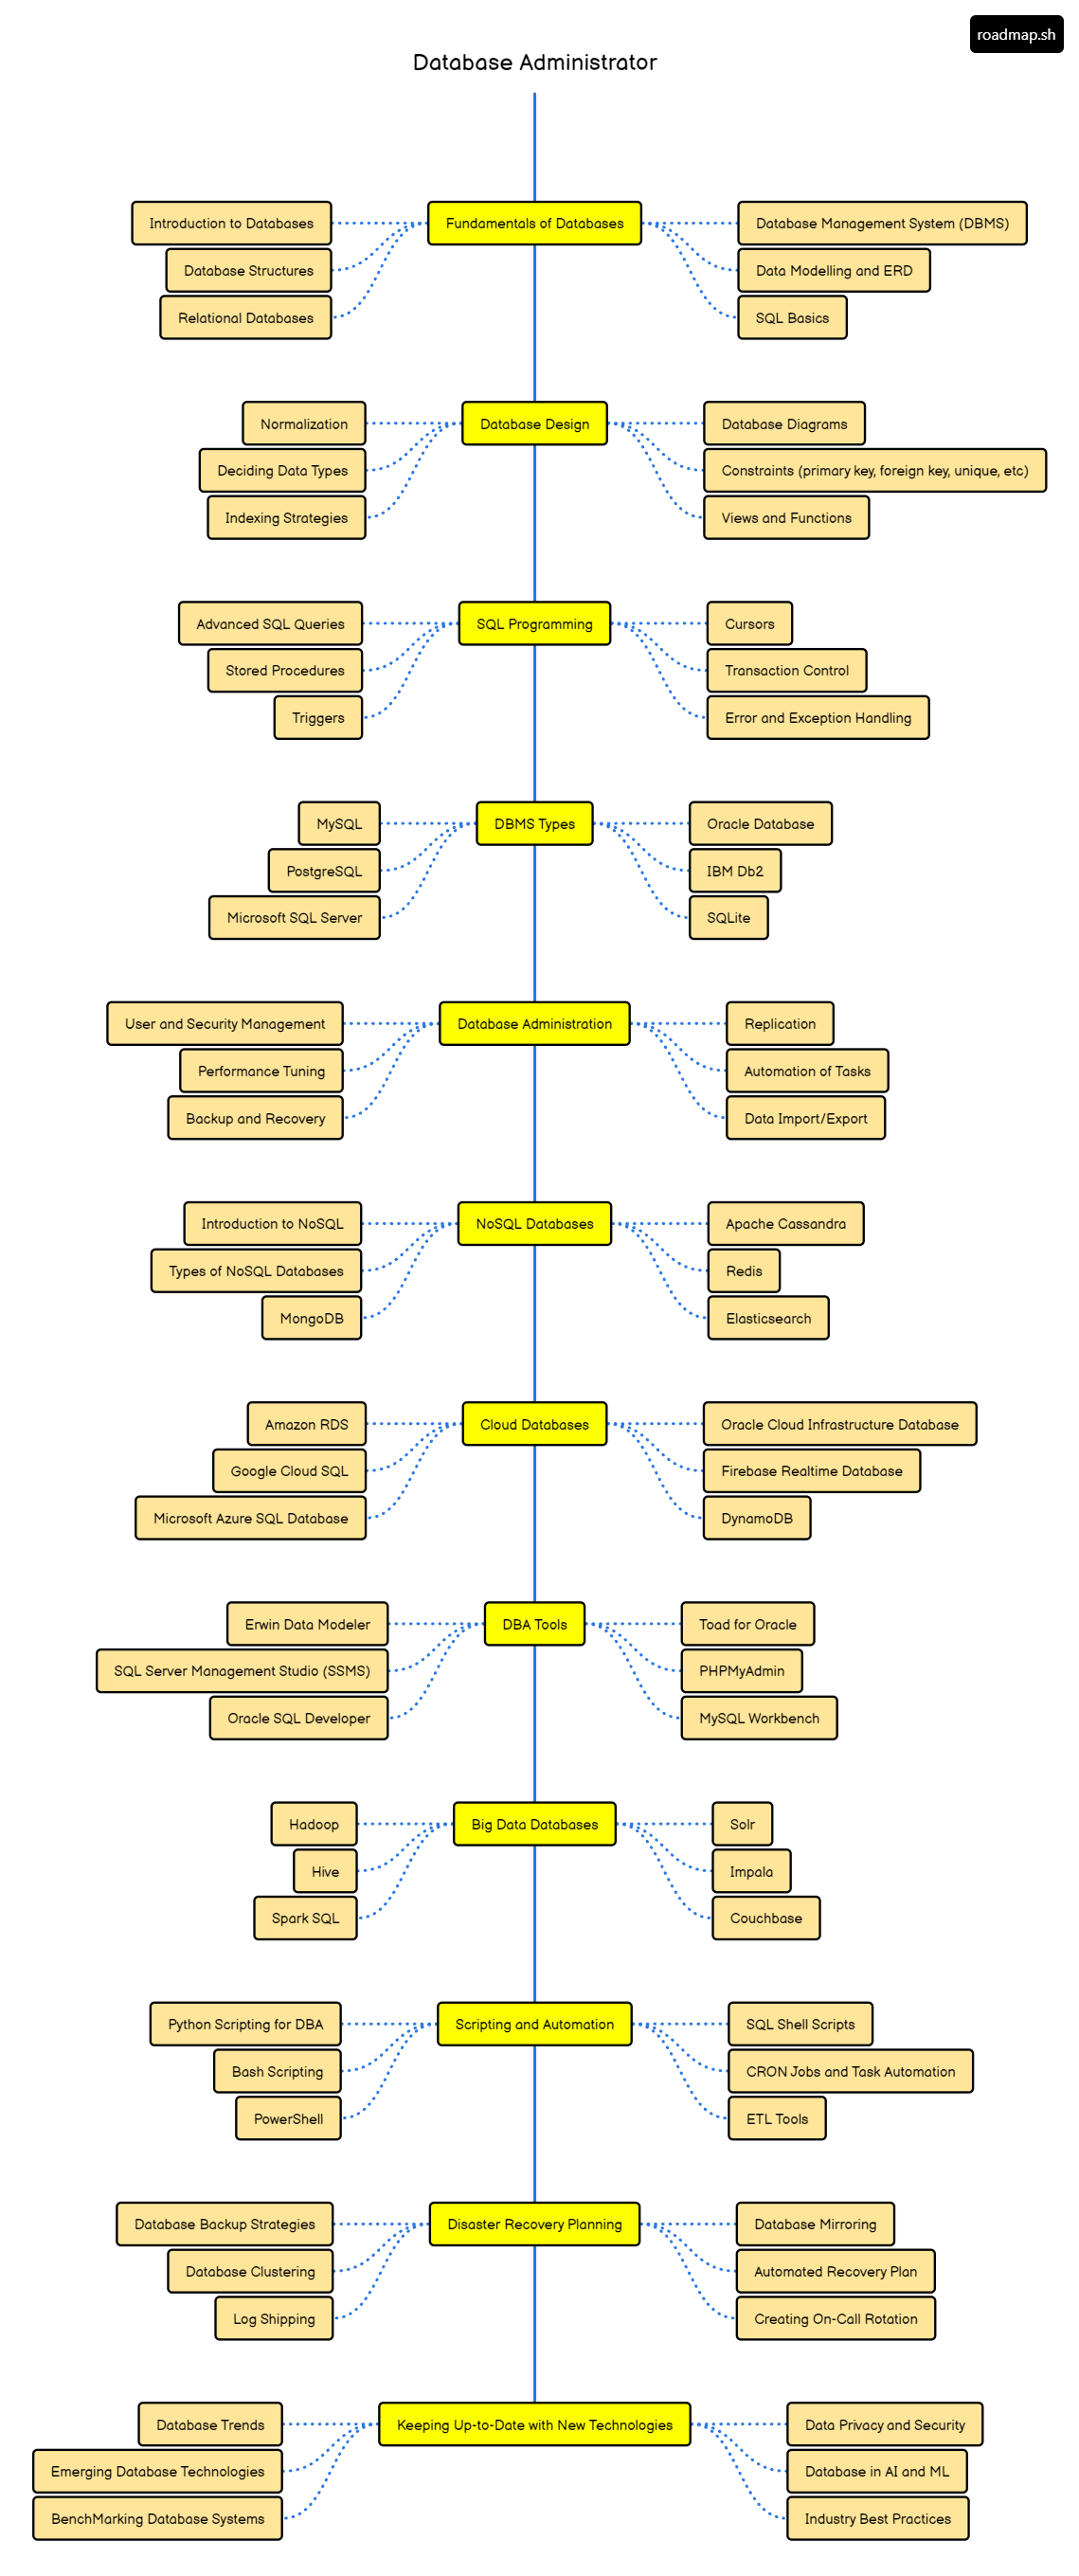 roadmap.sh
Database Administrator
Fundamentals of Databases
Introduction to Databases
Database Structures
Relational Databases
Database Management System (DBMS)
Data Modelling and ERD
SQL Basics
Database Design
Normalization
Deciding Data Types
Indexing Strategies
Database Diagrams
Constraints (primary key, foreign key, unique, etc)
Views and Functions
SQL Programming
Advanced SQL Queries
Stored Procedures
Triggers
Cursors
Transaction Control
Error and Exception Handling
DBMS Types
MySQL
PostgreSQL
Microsoft SQL Server
Oracle Database
IBM Db2
SQLite
Database Administration
User and Security Management
Performance Tuning
Backup and Recovery
Replication
Automation of Tasks
Data Import/Export
NoSQL Databases
Introduction to NoSQL
Types of NoSQL Databases
MongoDB
Apache Cassandra
Redis
Elasticsearch
Cloud Databases
Amazon RDS
Google Cloud SQL
Microsoft Azure SQL Database
Oracle Cloud Infrastructure Database
Firebase Realtime Database
DynamoDB
DBA Tools
Erwin Data Modeler
SQL Server Management Studio (SSMS)
Oracle SQL Developer
Toad for Oracle
PHPMyAdmin
MySQL Workbench
Big Data Databases
Hadoop
Hive
Spark SQL
Solr
Impala
Couchbase
Scripting and Automation
Python Scripting for DBA
Bash Scripting
PowerShell
SQL Shell Scripts
CRON Jobs and Task Automation
ETL Tools
Disaster Recovery Planning
Database Backup Strategies
Database Clustering
Log Shipping
Database Mirroring
Automated Recovery Plan
Creating On-Call Rotation
Keeping Up-to-Date with New Technologies
Database Trends
Emerging Database Technologies
BenchMarking Database Systems
Data Privacy and Security
Database in AI and ML
Industry Best Practices